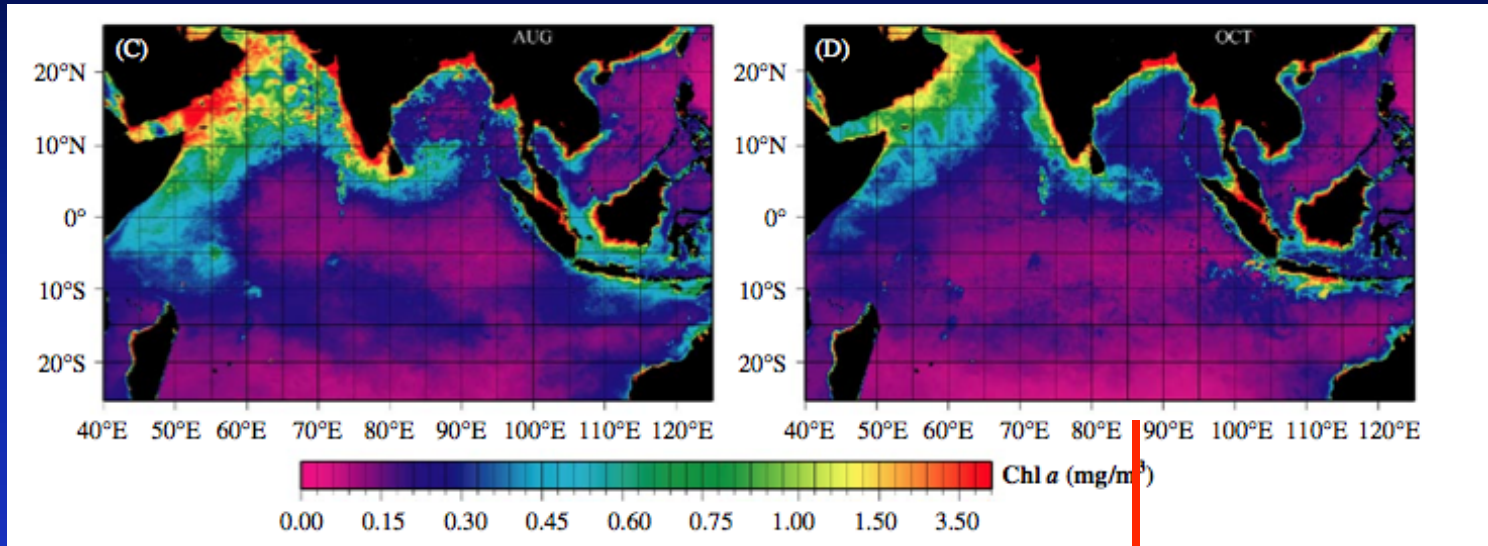 (C) AUG (D) OCT
20°N 20°N
10°N 10°N
0° 0°
10°S 10°S
20°S 20°S
40°E 50°E 60°E 70°E 80°E 90°E 100°E 110°E 120°E 40°E 50°E 60°E 70°E 80°E 90°E 100°E 110°E 120°E
Chl a (mg/m³)
0.00 0.15 0.30 0.45 0.60 0.75 1.00 1.50 3.50